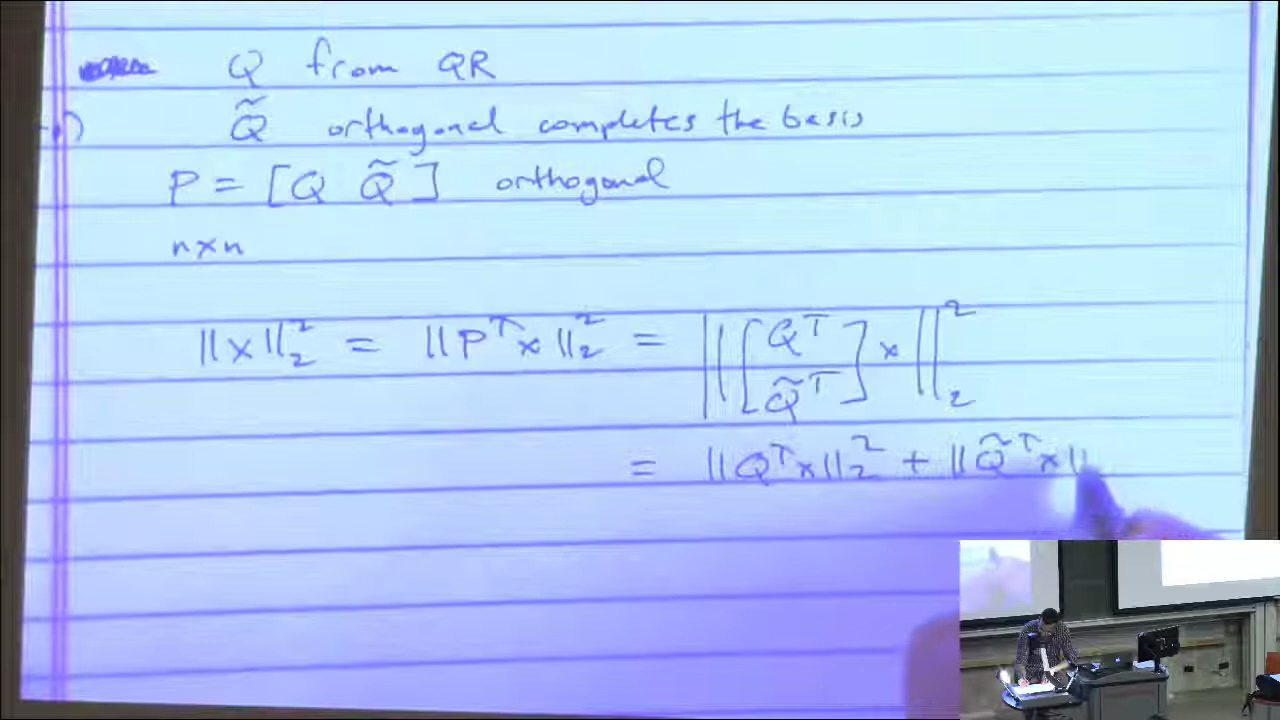 Q from QR
Q̃ orthogonal completes the basis
P = [Q Q̃] orthogonal
n×n
||x||₂² = ||Pᵀx||₂² = ||[Qᵀ
Q̃ᵀ]x||₂²
= ||Qᵀx||₂² + ||Q̃ᵀx||